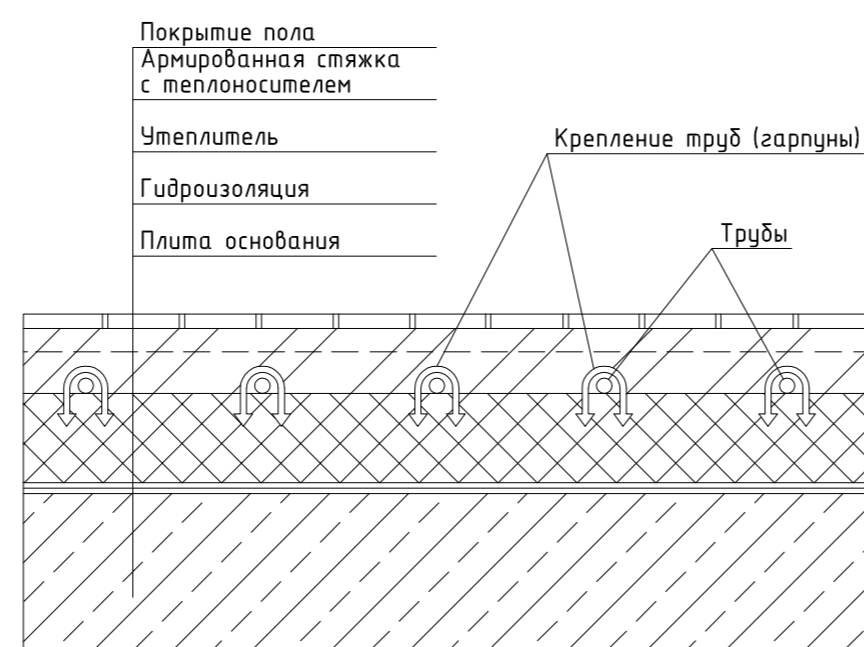 Покрытие пола
Армированная стяжка
с теплоносителем
Утеплитель
Гидроизоляция
Плита основания
Крепление труб (гарпуны)
Трубы